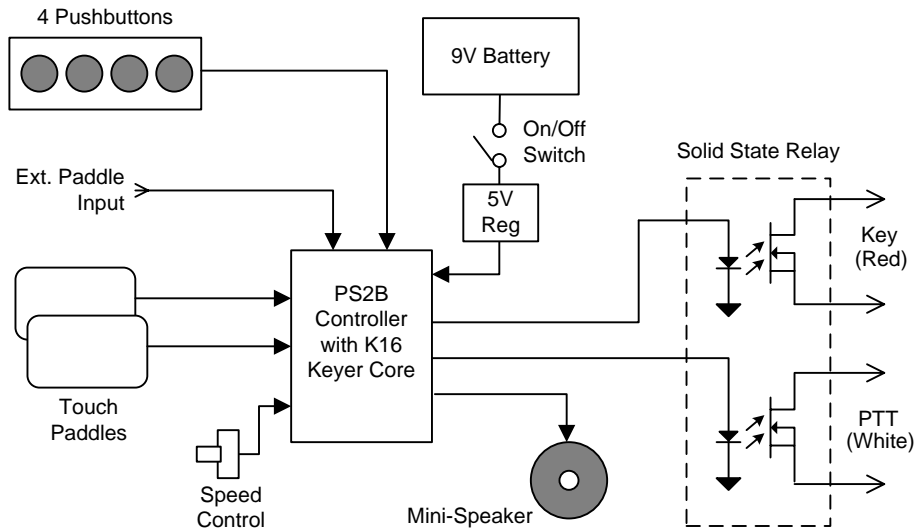 4 Pushbuttons
9V Battery
On/Off
Switch
Solid State Relay
Ext. Paddle
Input
5V
Reg
Key
(Red)
PS2B
Controller
with K16
Keyer Core
Touch
Paddles
PTT
(White)
Speed
Control
Mini-Speaker